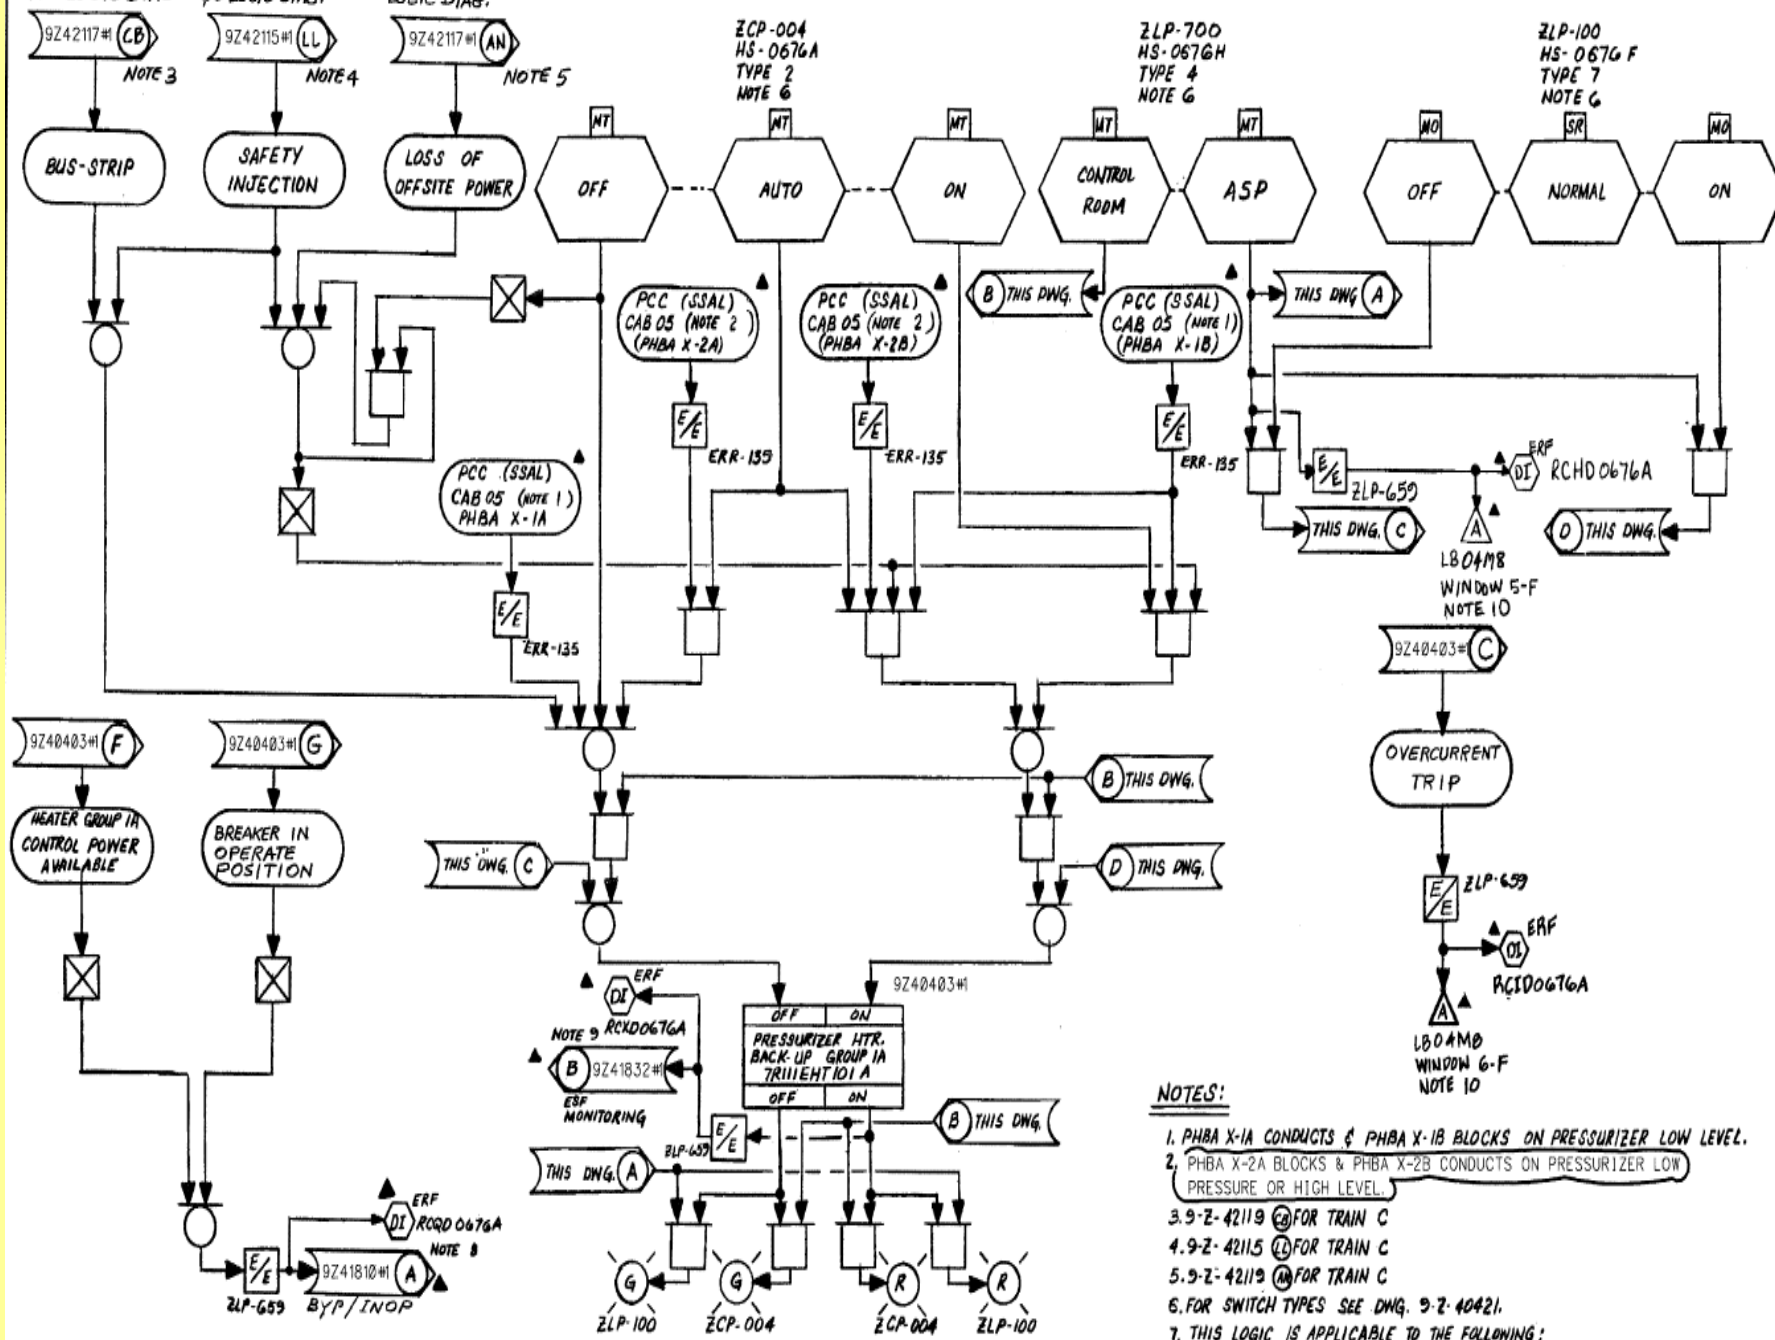 LOGIC DIAG.
9Z42117#1 CB
NOTE 3
9Z42115#1 LL
NOTE 4
9Z42117#1 AN
NOTE 5
ZCP-004
HS-0676A
TYPE 2
NOTE 6
ZLP-700
HS-0676H
TYPE 4
NOTE 6
ZLP-100
HS-0676F
TYPE 7
NOTE 6
BUS-STRIP
SAFETY
INJECTION
LOSS OF
OFFSITE POWER
MT
OFF
MT
AUTO
MT
ON
MT
CONTROL
ROOM
MT
ASP
MO
OFF
SR
NORMAL
MO
ON
B THIS DWG.
THIS DWG A
PCC (SSAL)
CAB 05 (NOTE 2)
(PHBA X-2A)
E/E
ERR-135
PCC (SSAL)
CAB 05 (NOTE 2)
(PHBA X-2B)
E/E
ERR-135
PCC (SSAL)
CAB 05 (NOTE 1)
(PHBA X-1B)
E/E
ERR-135
PCC (SSAL)
CAB 05 (NOTE 1)
PHBA X-1A
E/E
ERR-135
E/E
ZLP-659
DI
ERF
RCHD0676A
THIS DWG. C
A
LB04M8
WINDOW 5-F
NOTE 10
D THIS DWG.
9Z40403#1 C
OVERCURRENT
TRIP
E/E
ZLP-659
DI
ERF
RCID0676A
A
LB04M8
WINDOW 6-F
NOTE 10
9Z40403#1 F
9Z40403#1 G
HEATER GROUP 1A
CONTROL POWER
AVAILABLE
BREAKER IN
OPERATE
POSITION
B THIS DWG.
THIS DWG. C
D THIS DWG.
9Z40403#1
DI
ERF
RCXD0676A
NOTE 9
B 9Z41832#1
ESF
MONITORING
OFF ON
PRESSURIZER HTR.
BACK-UP GROUP 1A
7R111EHT101A
OFF ON
E/E
ZLP-659
B THIS DWG.
THIS DWG. A
G
ZLP-100
G
ZCP-004
R
ZCP-004
R
ZLP-100
DI
ERF
RCQD0676A
NOTE 8
E/E
ZLP-659
9Z41810#1 A
BYP/INOP
NOTES:
1. PHBA X-1A CONDUCTS & PHBA X-1B BLOCKS ON PRESSURIZER LOW LEVEL.
2. PHBA X-2A BLOCKS & PHBA X-2B CONDUCTS ON PRESSURIZER LOW
PRESSURE OR HIGH LEVEL.
3. 9-Z-42119 CB FOR TRAIN C
4. 9-Z-42115 LL FOR TRAIN C
5. 9-Z-42119 AN FOR TRAIN C
6. FOR SWITCH TYPES SEE DWG. 9-Z-40421.
7. THIS LOGIC IS APPLICABLE TO THE FOLLOWING: